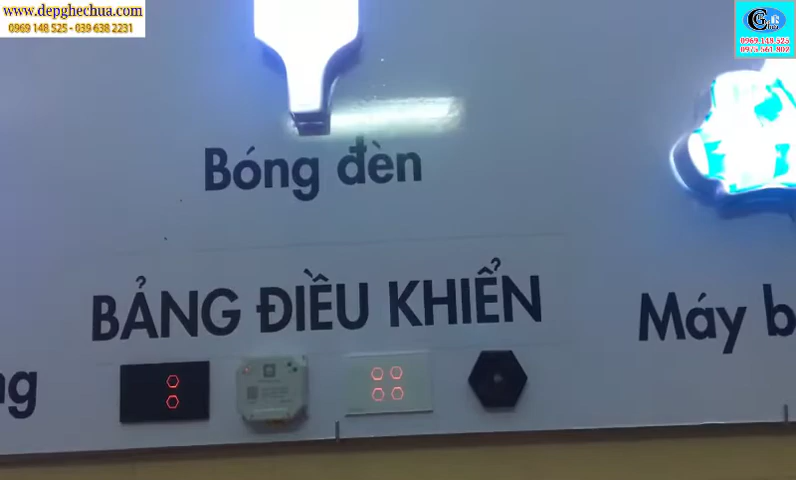 www.depghechua.com
0969 148 525 - 039 638 2231
0969.148.525
0975.561.802
Bóng đèn
BẢNG ĐIỀU KHIỂN
Máy b
ng